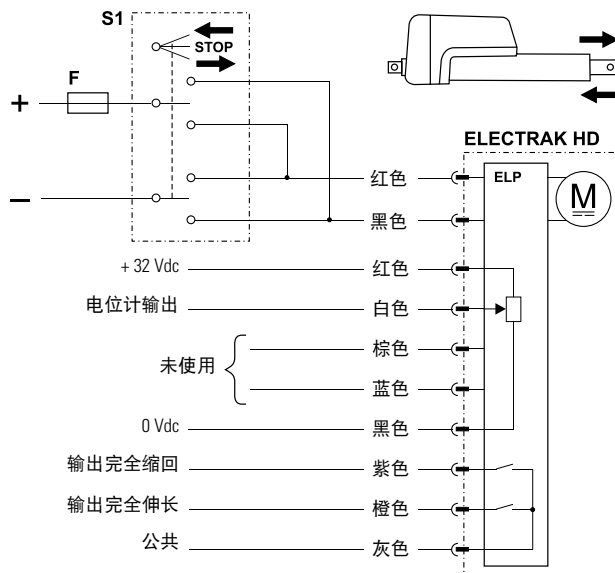 S1
STOP
F
+
–
ELECTRAK HD
ELP
M
红色
黑色
+ 32 Vdc 红色
电位计输出 白色
未使用
棕色
蓝色
0 Vdc 黑色
输出完全缩回 紫色
输出完全伸长 橙色
公共 灰色